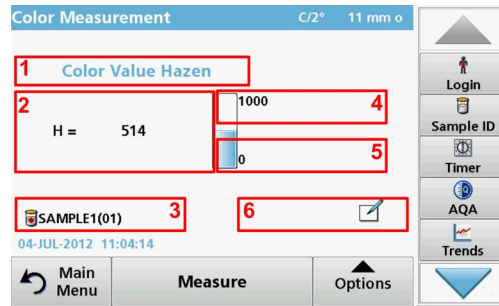 Color Measurement C/2° 11 mm o
1 Color Value Hazen
2
H = 514
1000 4
0 5
SAMPLE1(01) 3
6
04-JUL-2012 11:04:14
Main Menu
Measure
Options
Login
Sample ID
Timer
AQA
Trends